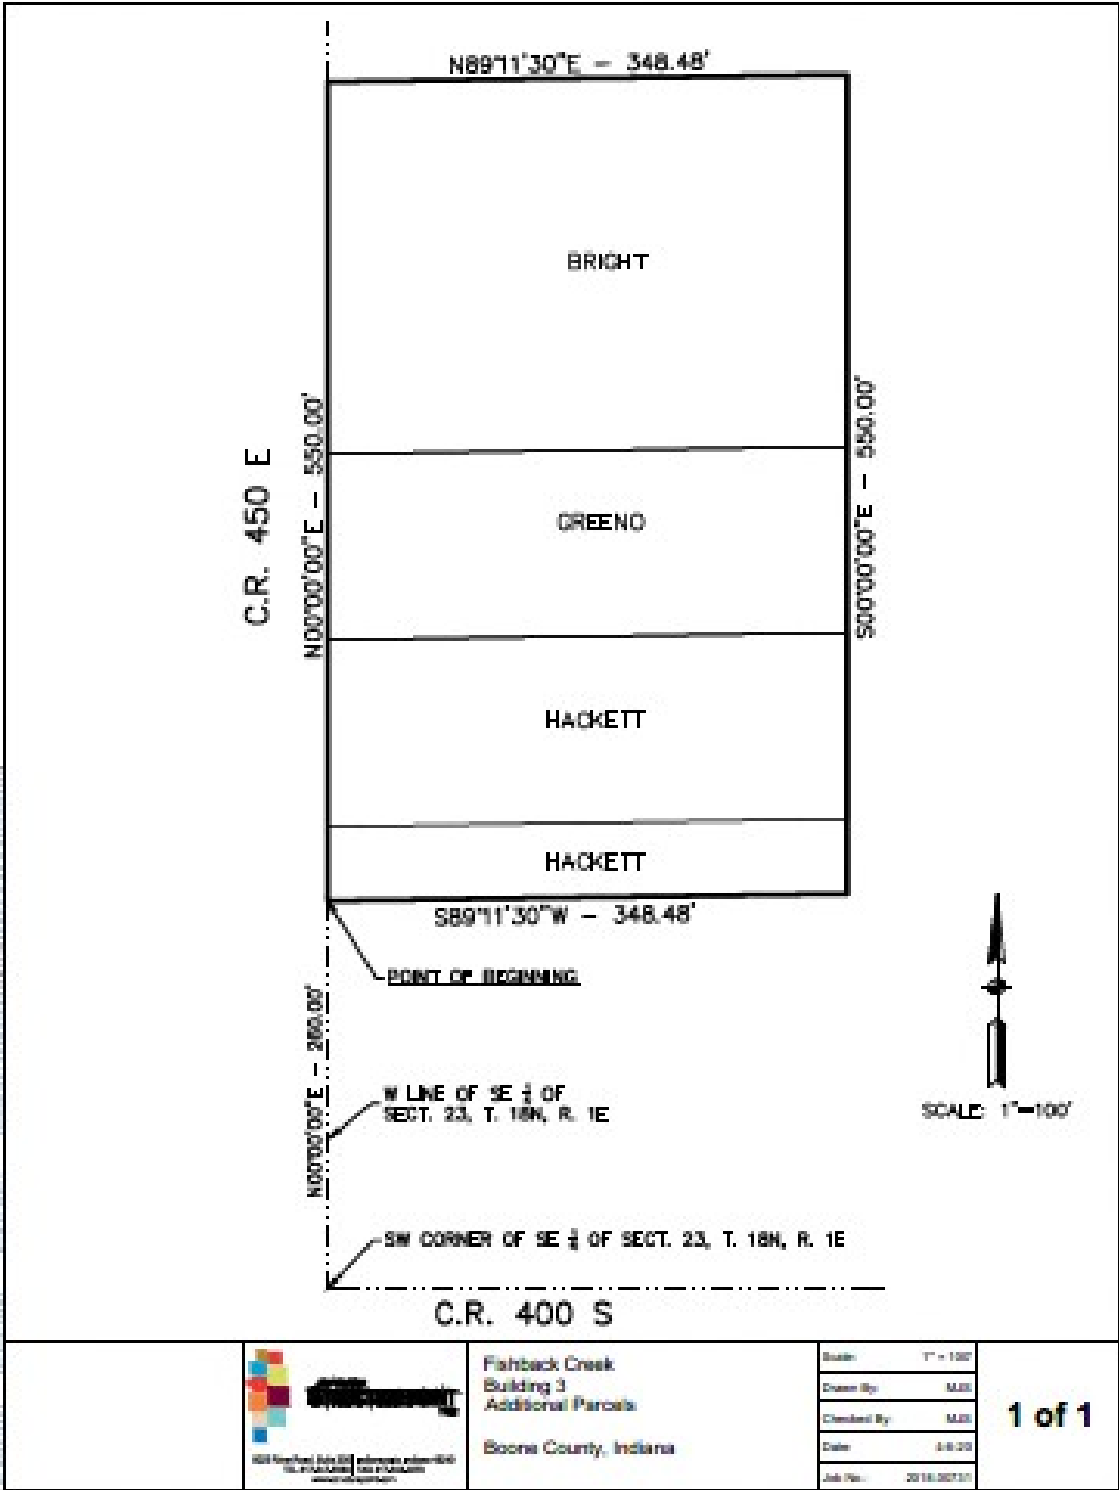 N89°11'30"E - 348.48'
BRIGHT
N00°00'00"E - 550.00'
S00°00'00"E - 550.00'
C.R. 450 E
GREENO
HACKETT
HACKETT
S89°11'30"W - 348.48'
POINT OF BEGINNING
N00°00'00"E - 260.00'
W LINE OF SE ¼ OF
SECT. 23, T. 18N, R. 1E
SCALE: 1"=100'
SW CORNER OF SE ¼ OF SECT. 23, T. 18N, R. 1E
C.R. 400 S
Fishback Creek
Building 3
Additional Parcels
Boone County, Indiana
Scale: 1" = 100'
Drawn By: MJS
Checked By: MJS
Date:
Job No.:
1 of 1